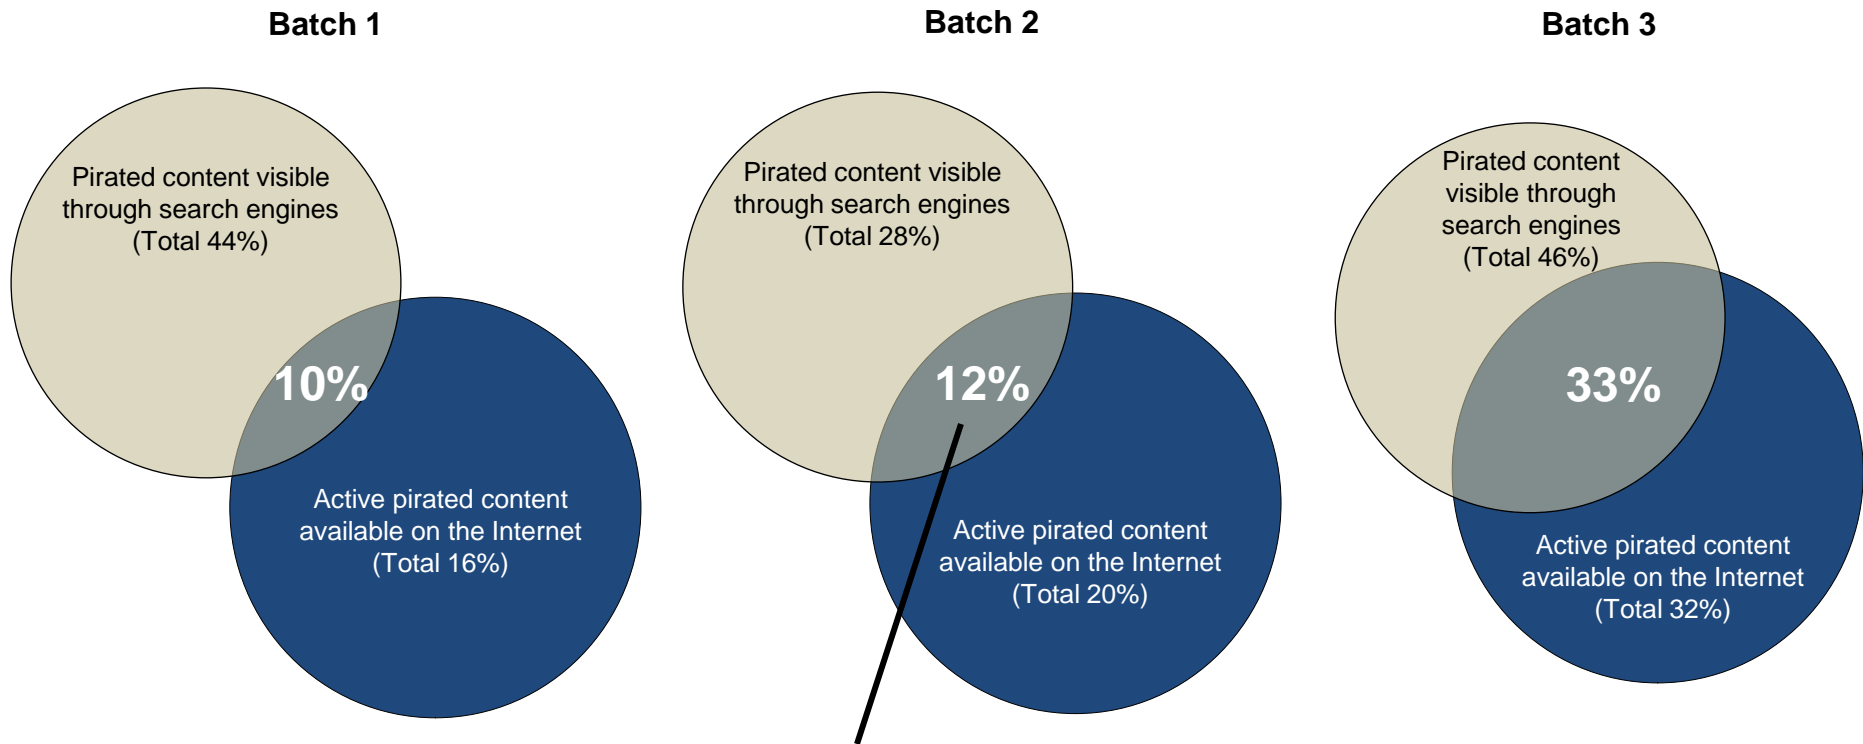 Batch 1
Pirated content visible
through search engines
(Total 44%)
10%
Active pirated content
available on the Internet
(Total 16%)
Batch 2
Pirated content visible
through search engines
(Total 28%)
12%
Active pirated content
available on the Internet
(Total 20%)
Batch 3
Pirated content
visible through
search engines
(Total 46%)
33%
Active pirated content
available on the Internet
(Total 32%)